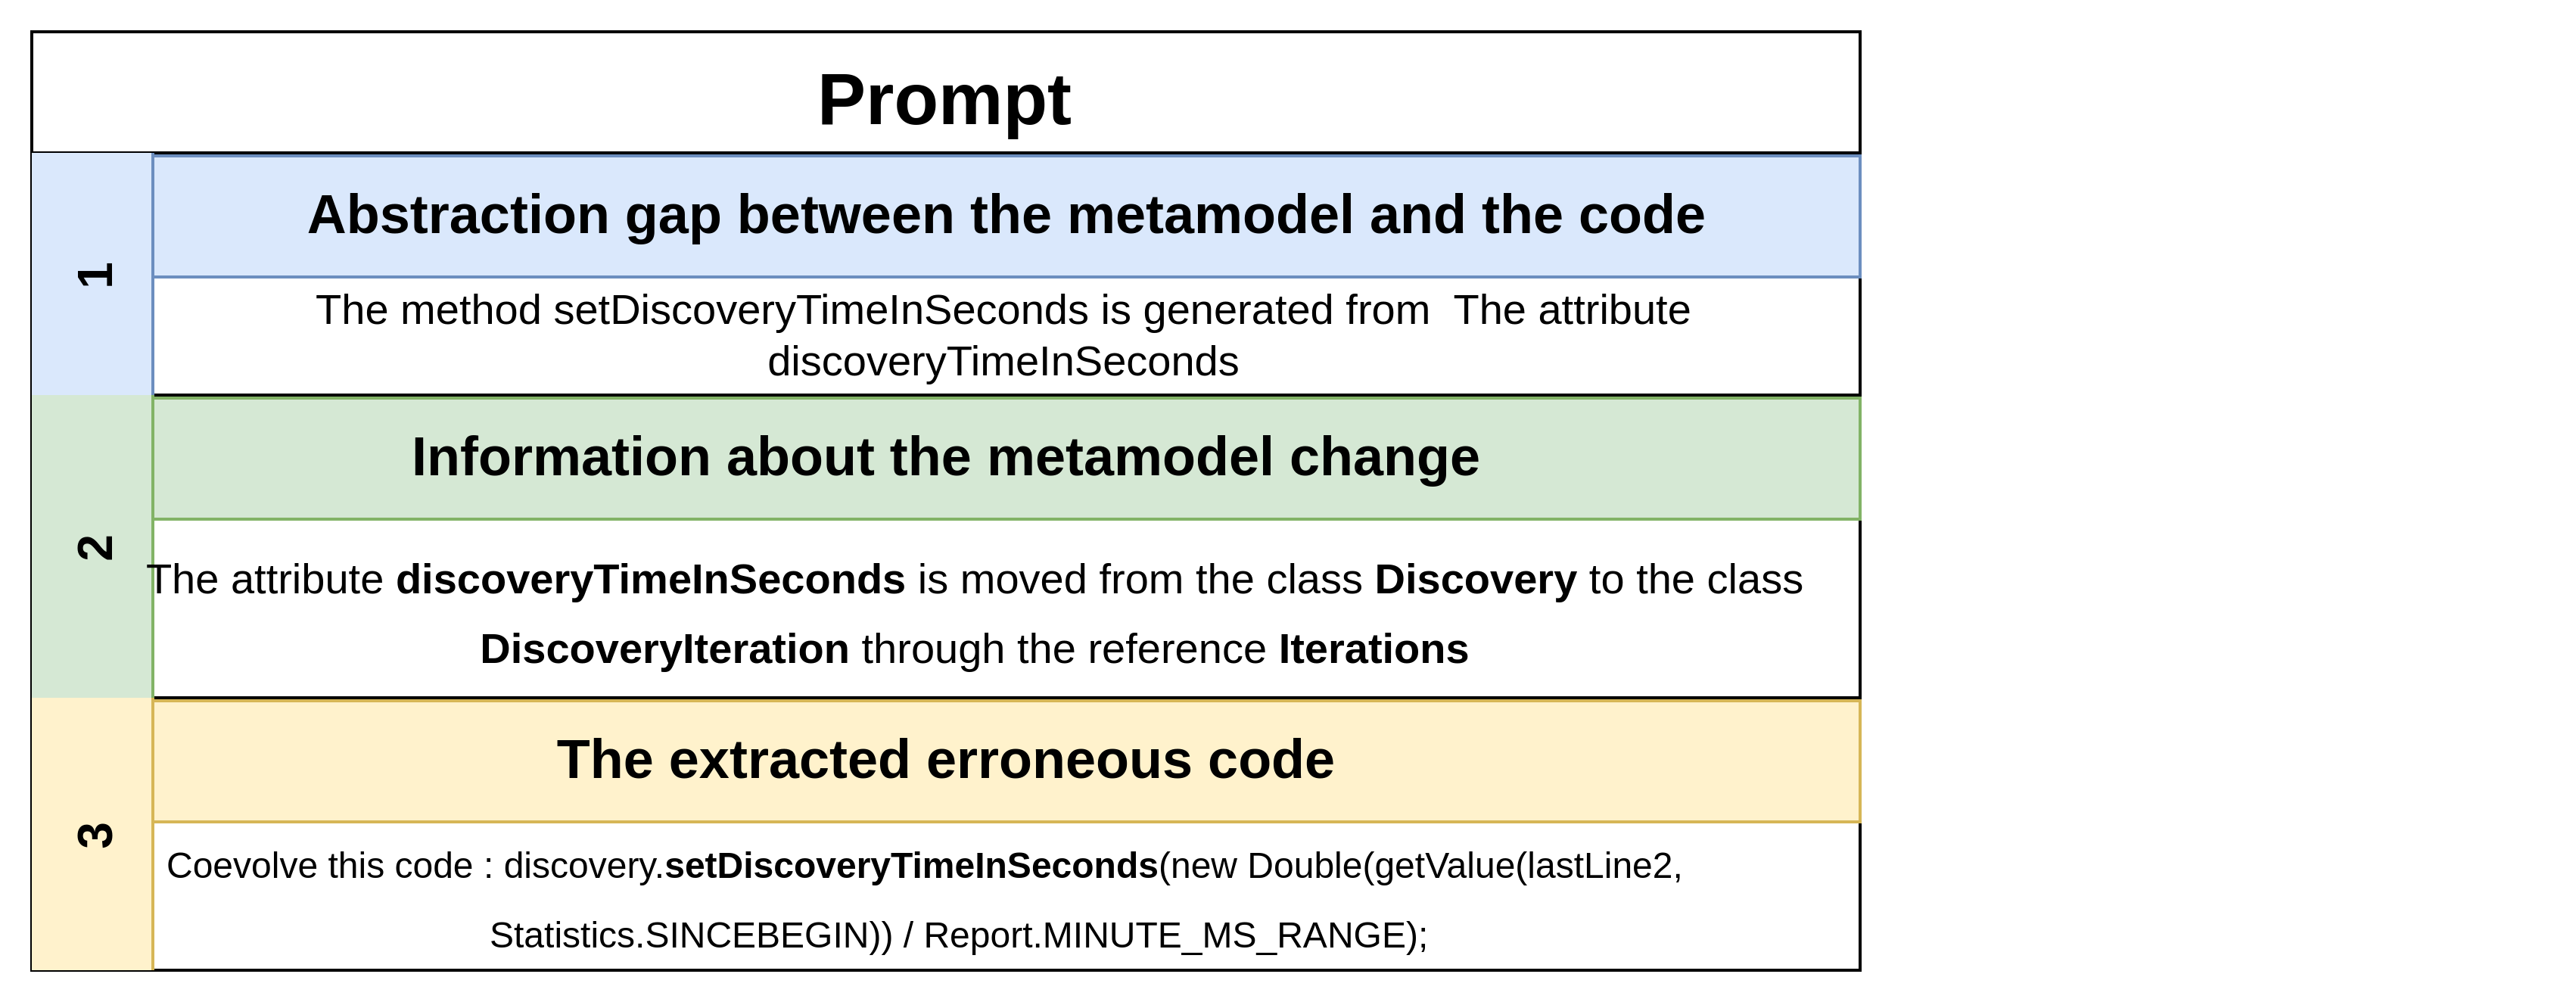 Prompt
1
Abstraction gap between the metamodel and the code
The method setDiscoveryTimeInSeconds is generated from  The attribute
discoveryTimeInSeconds
2
Information about the metamodel change
The attribute discoveryTimeInSeconds is moved from the class Discovery to the class
DiscoveryIteration through the reference Iterations
3
The extracted erroneous code
Coevolve this code : discovery.setDiscoveryTimeInSeconds(new Double(getValue(lastLine2,
Statistics.SINCEBEGIN)) / Report.MINUTE_MS_RANGE);